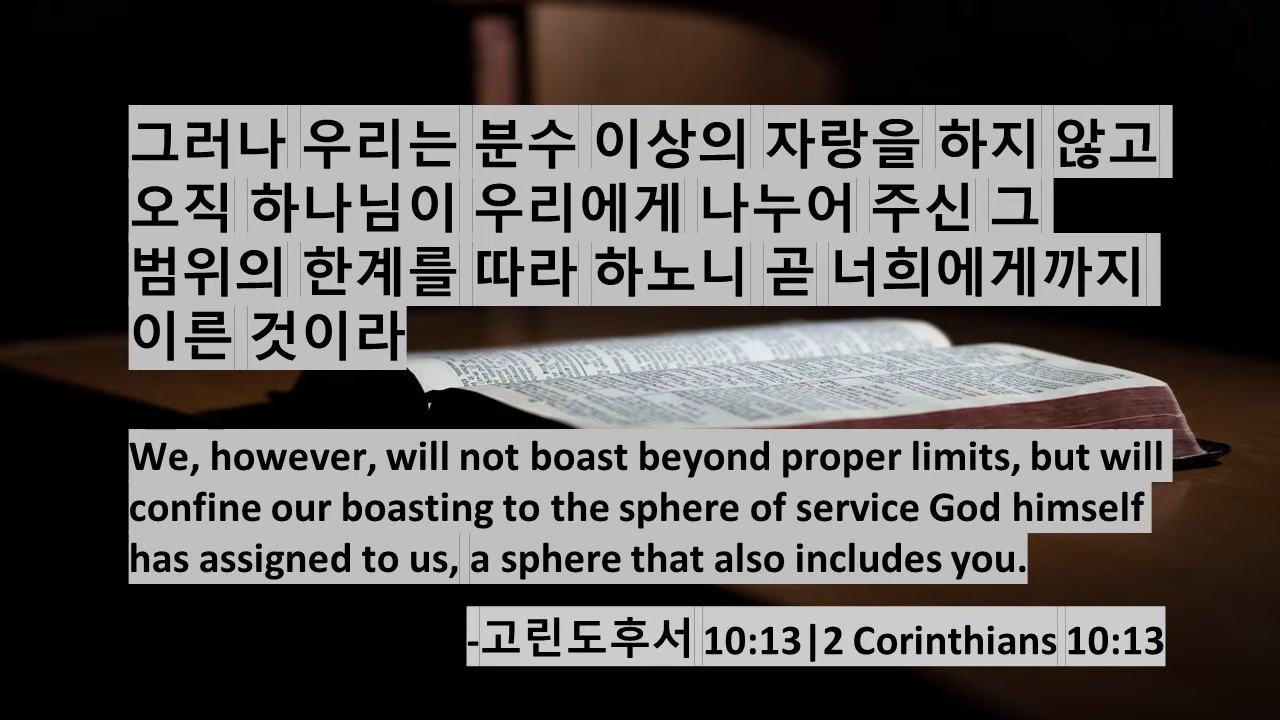 그러나 우리는 분수 이상의 자랑을 하지 않고
오직 하나님이 우리에게 나누어 주신 그
범위의 한계를 따라 하노니 곧 너희에게까지
이른 것이라
We, however, will not boast beyond proper limits, but will
confine our boasting to the sphere of service God himself
has assigned to us, a sphere that also includes you.
-고린도후서 10:13|2 Corinthians 10:13